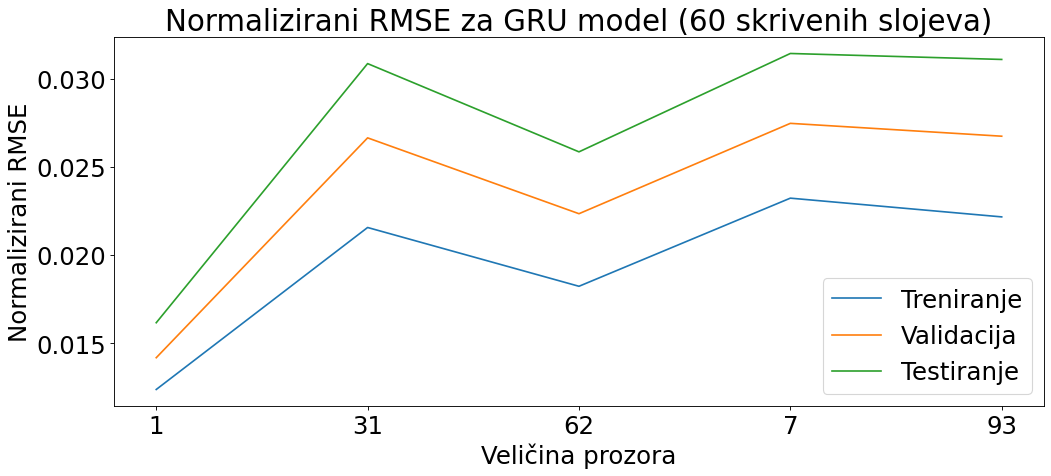 Normalizirani RMSE za GRU model (60 skrivenih slojeva)
Normalizirani RMSE
0.030
0.025
0.020
0.015
Treniranje
Validacija
Testiranje
1 31 62 7 93
Veličina prozora